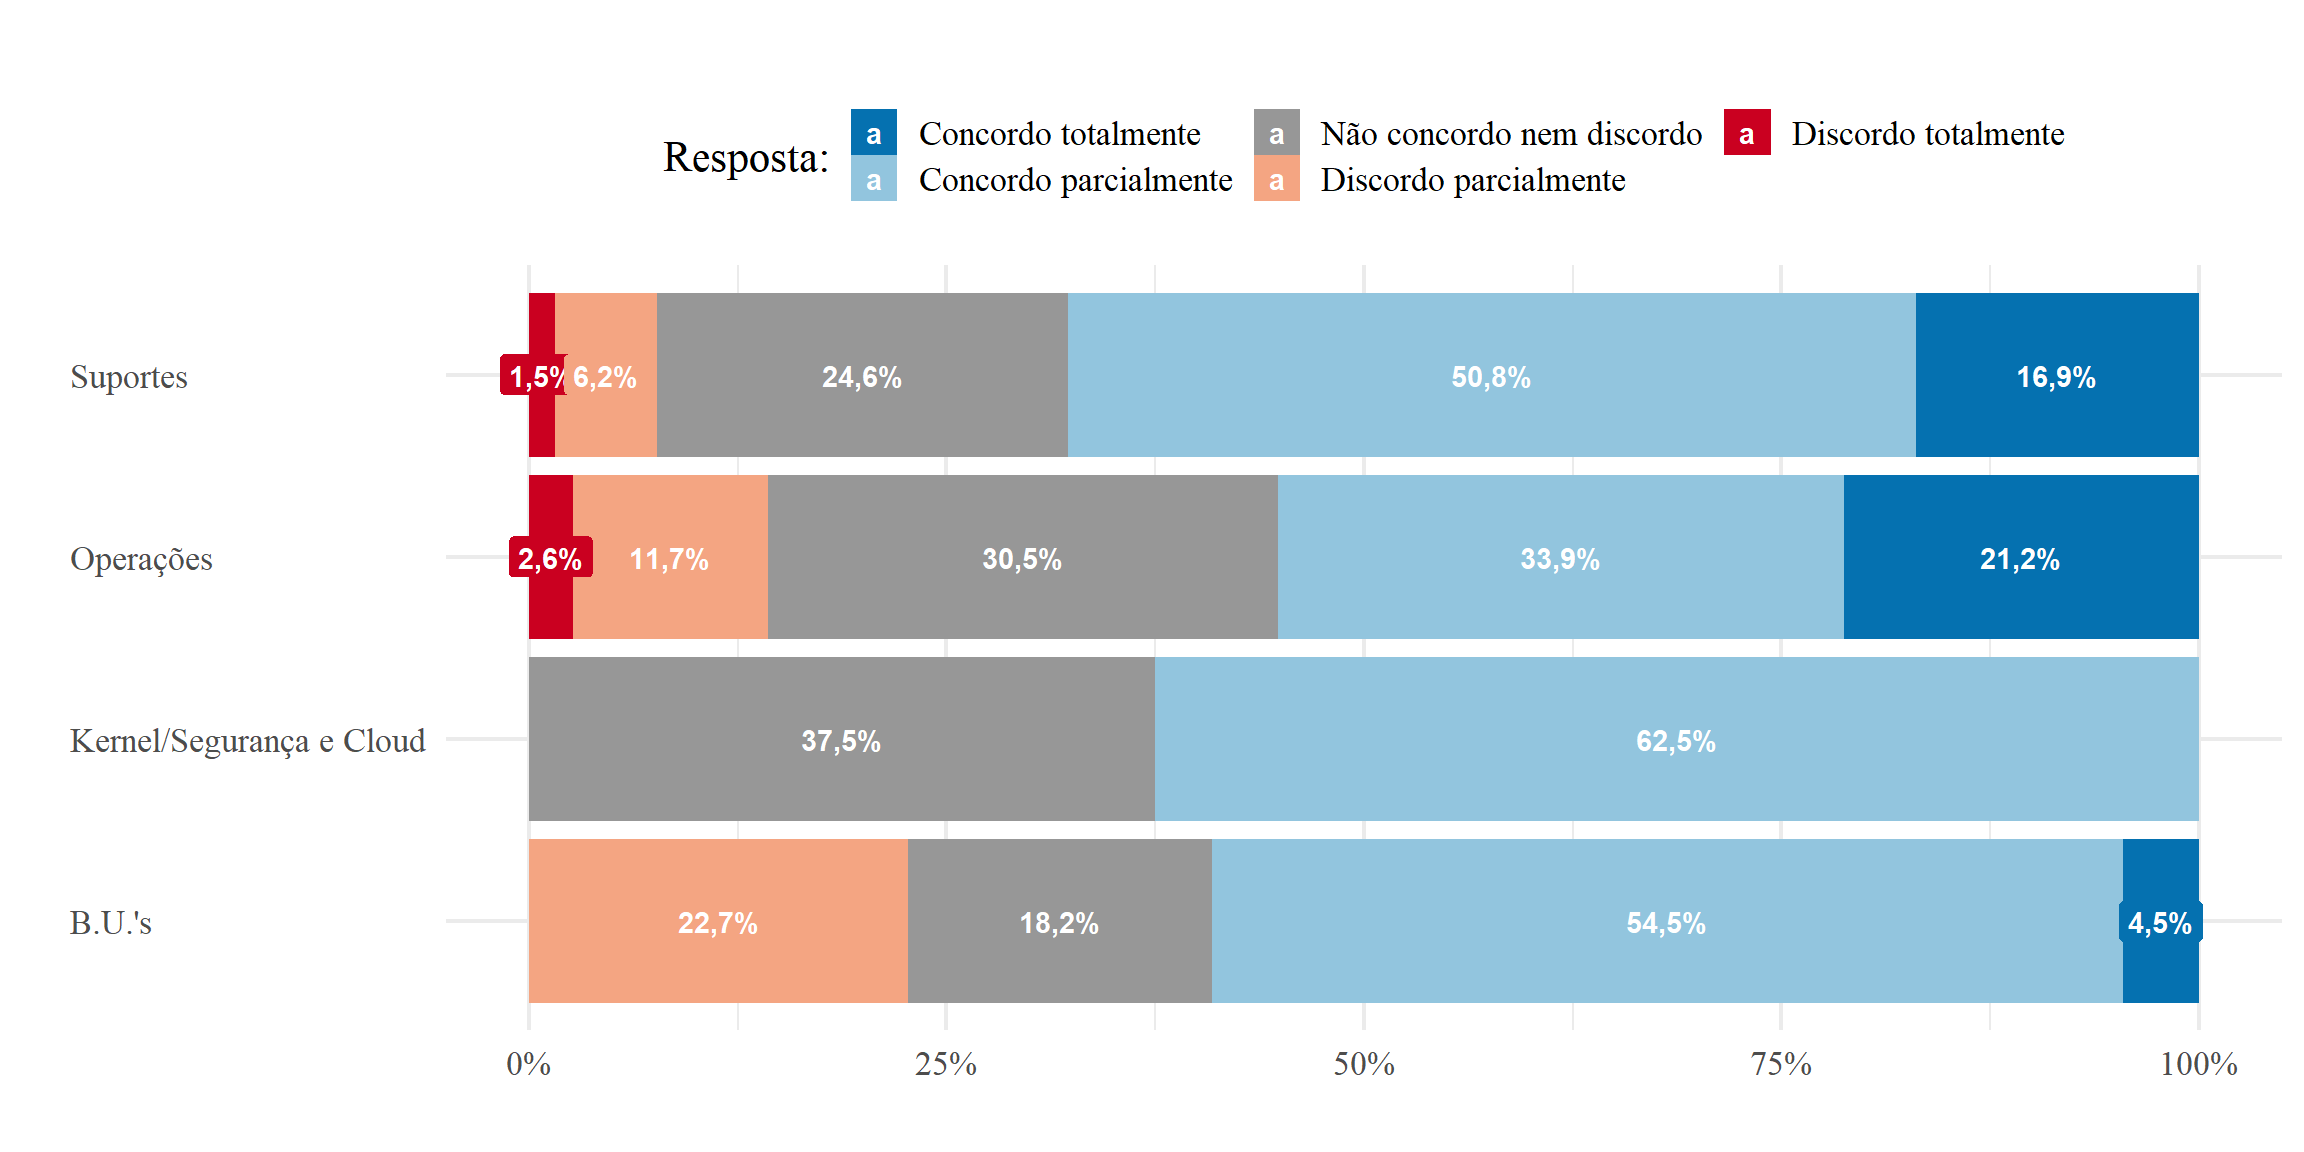 Resposta:
a Concordo totalmente a Não concordo nem discordo a Discordo totalmente
a Concordo parcialmente a Discordo parcialmente
Suportes 1,5% 6,2% 24,6% 50,8% 16,9%
Operações 2,6% 11,7% 30,5% 33,9% 21,2%
Kernel/Segurança e Cloud 37,5% 62,5%
B.U.'s 22,7% 18,2% 54,5% 4,5%
0% 25% 50% 75% 100%